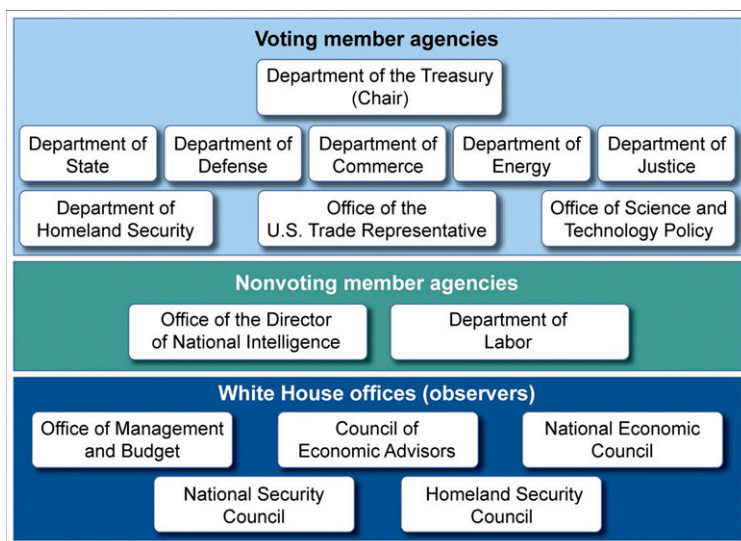 Voting member agencies
Department of the Treasury
(Chair)
Department of
State
Department of
Defense
Department of
Commerce
Department of
Energy
Department of
Justice
Department of
Homeland Security
Office of the
U.S. Trade Representative
Office of Science and
Technology Policy
Nonvoting member agencies
Office of the Director
of National Intelligence
Department of
Labor
White House offices (observers)
Office of Management
and Budget
Council of
Economic Advisors
National Economic
Council
National Security
Council
Homeland Security
Council